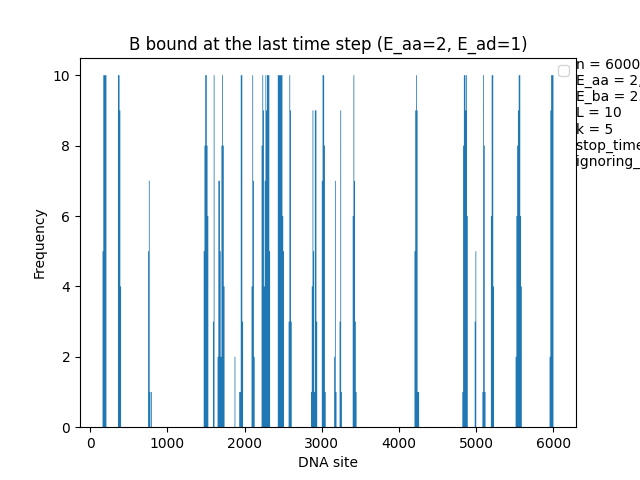 B bound at the last time step (E_aa=2, E_ad=1)
n = 6000
E_aa = 2,
E_ba = 2
L = 10
k = 5
stop_time
ignoring_
Frequency
10
8
6
4
2
0
0 1000 2000 3000 4000 5000 6000
DNA site